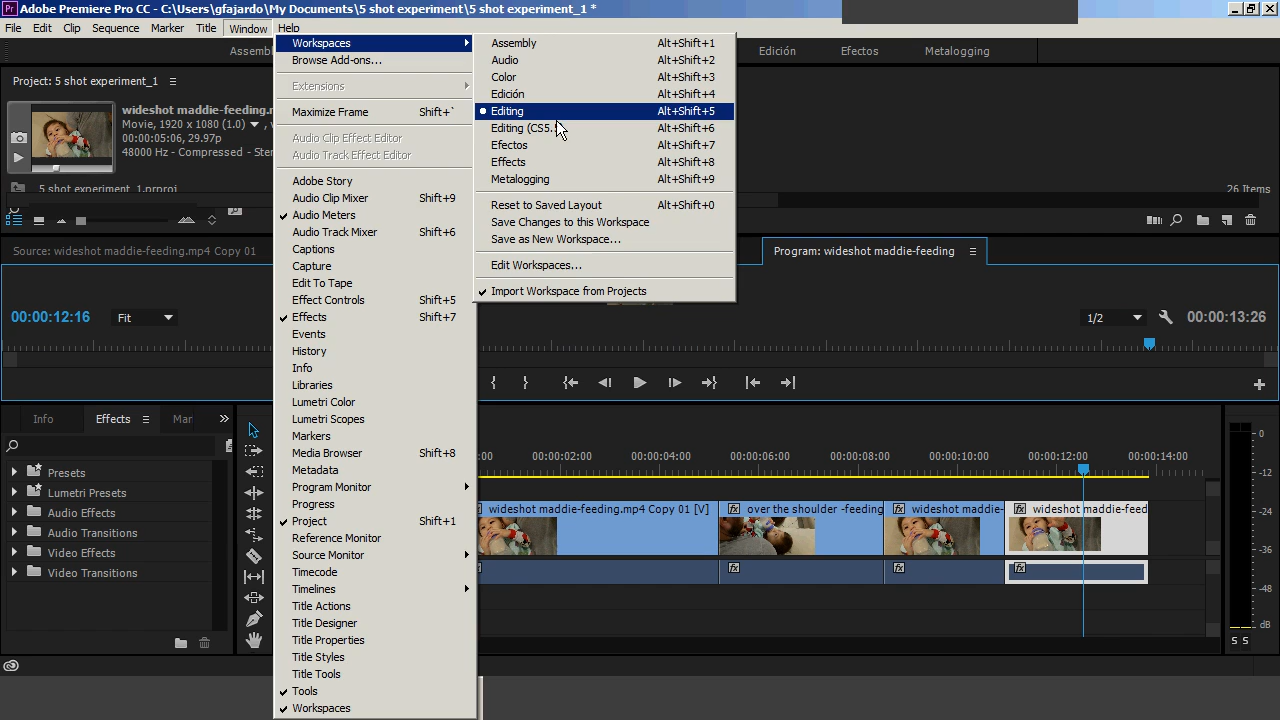 Adobe Premiere Pro CC - C:\Users\gfajardo\My Documents\5 shot experiment\5 shot experiment_1 *
File Edit Clip Sequence Marker Title Window Help
Workspaces
Browse Add-ons...
Extensions
Maximize Frame Shift+`
Audio Clip Effect Editor
Audio Track Effect Editor
Adobe Story
Audio Clip Mixer Shift+9
Audio Meters
Audio Track Mixer Shift+6
Captions
Capture
Edit To Tape
Effect Controls Shift+5
Effects Shift+7
Events
History
Info
Libraries
Lumetri Color
Lumetri Scopes
Markers
Media Browser Shift+8
Metadata
Program Monitor
Progress
Project Shift+1
Reference Monitor
Source Monitor
Timecode
Timelines
Title Actions
Title Designer
Title Properties
Title Styles
Title Tools
Tools
Workspaces
Assembly Alt+Shift+1
Audio Alt+Shift+2
Color Alt+Shift+3
Edición Alt+Shift+4
Editing Alt+Shift+5
Editing (CS5. Alt+Shift+6
Efectos Alt+Shift+7
Effects Alt+Shift+8
Metalogging Alt+Shift+9
Reset to Saved Layout Alt+Shift+0
Save Changes to this Workspace
Save as New Workspace...
Edit Workspaces...
Import Workspace from Projects
Assemb
Edición Efectos Metalogging
Project: 5 shot experiment_1
wideshot maddie-feeding
Movie, 1920 x 1080 (1.0)
00:00:05:06, 29.97p
48000 Hz - Compressed - Ster
5 shot experiment_1.prproj
26 Items
Source: wideshot maddie-feeding.mp4 Copy 01
Program: wideshot maddie-feeding
00:00:12:16 Fit
1/2 00:00:13:26
Info Effects Mar
Presets
Lumetri Presets
Audio Effects
Audio Transitions
Video Effects
Video Transitions
:00 00:00:02:00 00:00:04:00 00:00:06:00 00:00:08:00 00:00:10:00 00:00:12:00 00:00:14:00
wideshot maddie-feeding.mp4 Copy 01 [V] over the shoulder -feeding wideshot maddie- wideshot maddie-feed
0
-12
-24
-36
-48
dB
S S